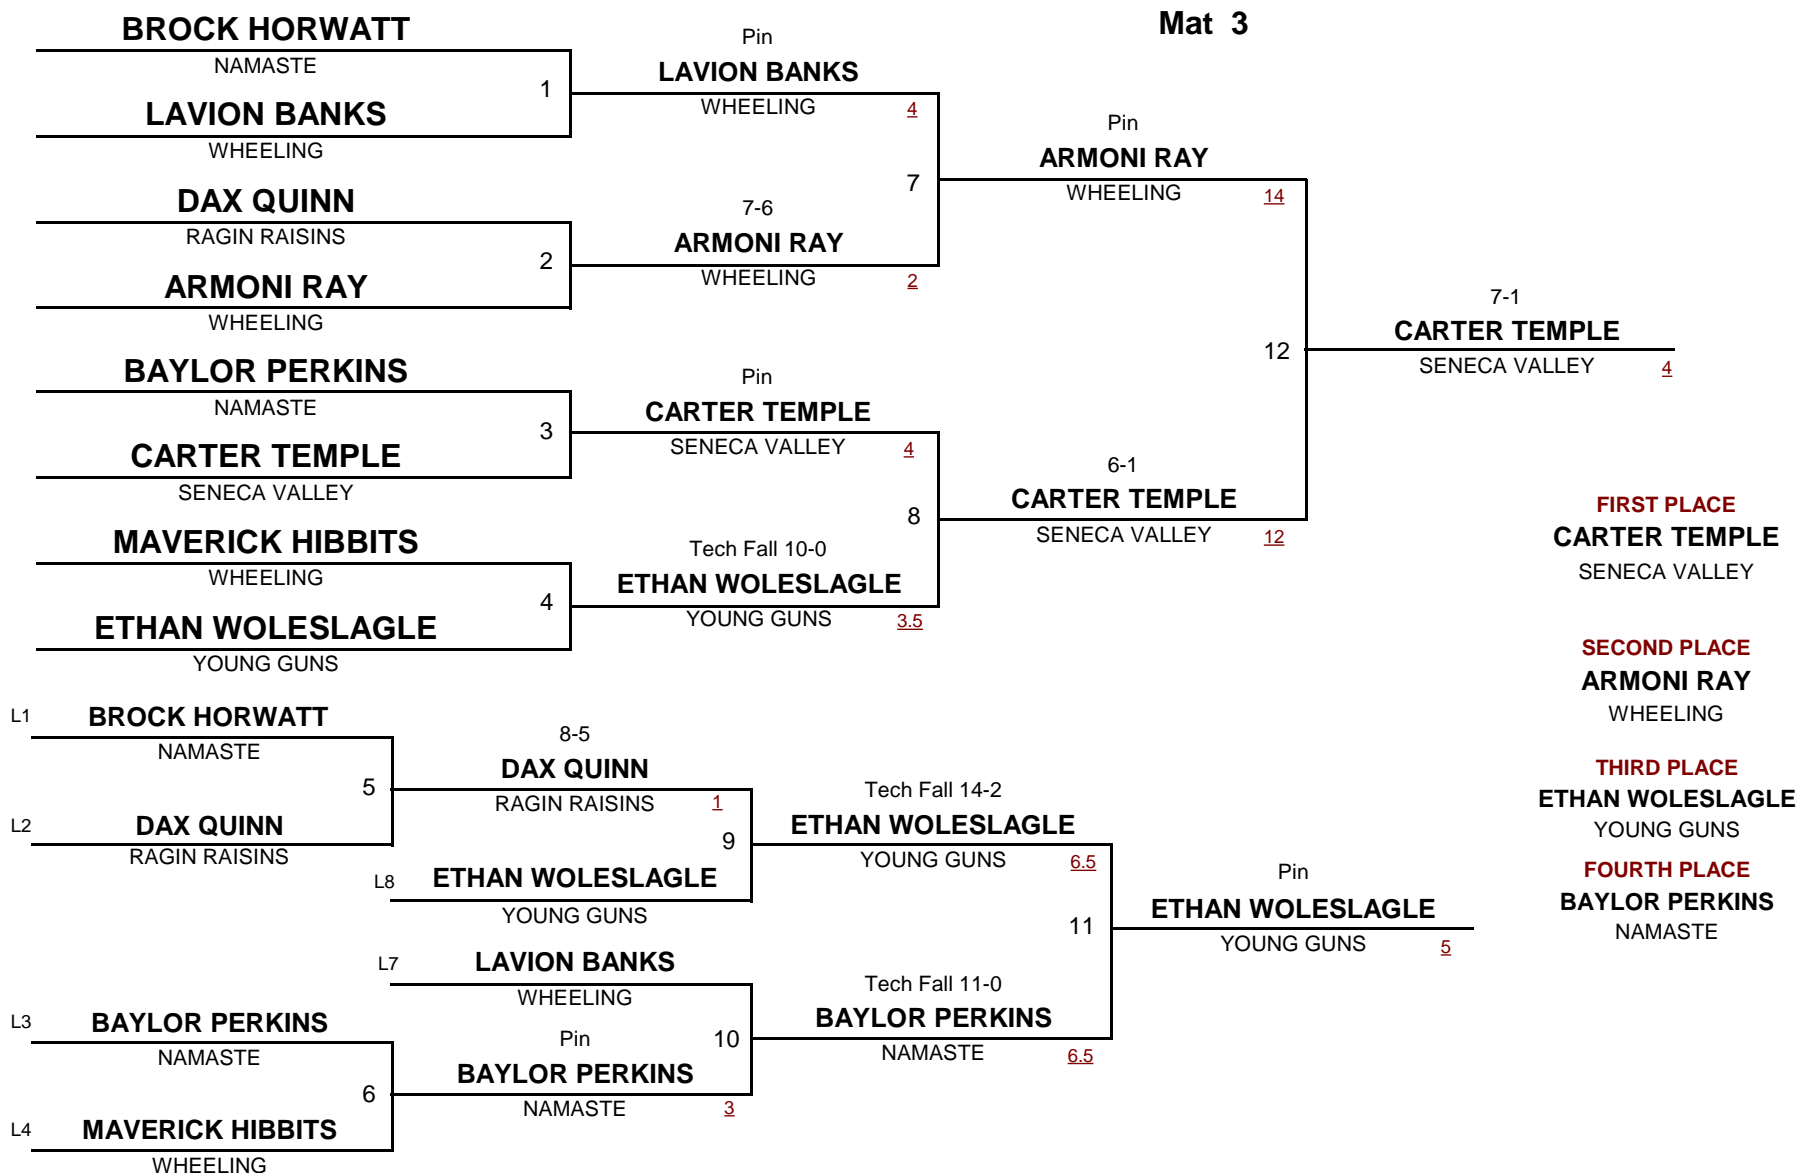 Mat 3
BROCK HORWATT
NAMASTE
1
LAVION BANKS
WHEELING
DAX QUINN
RAGIN RAISINS
2
ARMONI RAY
WHEELING
BAYLOR PERKINS
NAMASTE
3
CARTER TEMPLE
SENECA VALLEY
MAVERICK HIBBITS
WHEELING
4
ETHAN WOLESLAGLE
YOUNG GUNS
Pin
LAVION BANKS
WHEELING 4
7
7-6
ARMONI RAY
WHEELING 2
Pin
CARTER TEMPLE
SENECA VALLEY 4
8
Tech Fall 10-0
ETHAN WOLESLAGLE
YOUNG GUNS 3.5
Pin
ARMONI RAY
WHEELING 14
12
6-1
CARTER TEMPLE
SENECA VALLEY 12
7-1
CARTER TEMPLE
SENECA VALLEY 4
L1 BROCK HORWATT
NAMASTE
5
L2 DAX QUINN
RAGIN RAISINS
8-5
DAX QUINN
RAGIN RAISINS 1
9
L8 ETHAN WOLESLAGLE
YOUNG GUNS
L7 LAVION BANKS
WHEELING
10
L3 BAYLOR PERKINS
NAMASTE
6
L4 MAVERICK HIBBITS
WHEELING
Pin
BAYLOR PERKINS
NAMASTE 3
Tech Fall 14-2
ETHAN WOLESLAGLE
YOUNG GUNS 6.5
11
Tech Fall 11-0
BAYLOR PERKINS
NAMASTE 6.5
Pin
ETHAN WOLESLAGLE
YOUNG GUNS 5
FIRST PLACE
CARTER TEMPLE
SENECA VALLEY
SECOND PLACE
ARMONI RAY
WHEELING
THIRD PLACE
ETHAN WOLESLAGLE
YOUNG GUNS
FOURTH PLACE
BAYLOR PERKINS
NAMASTE